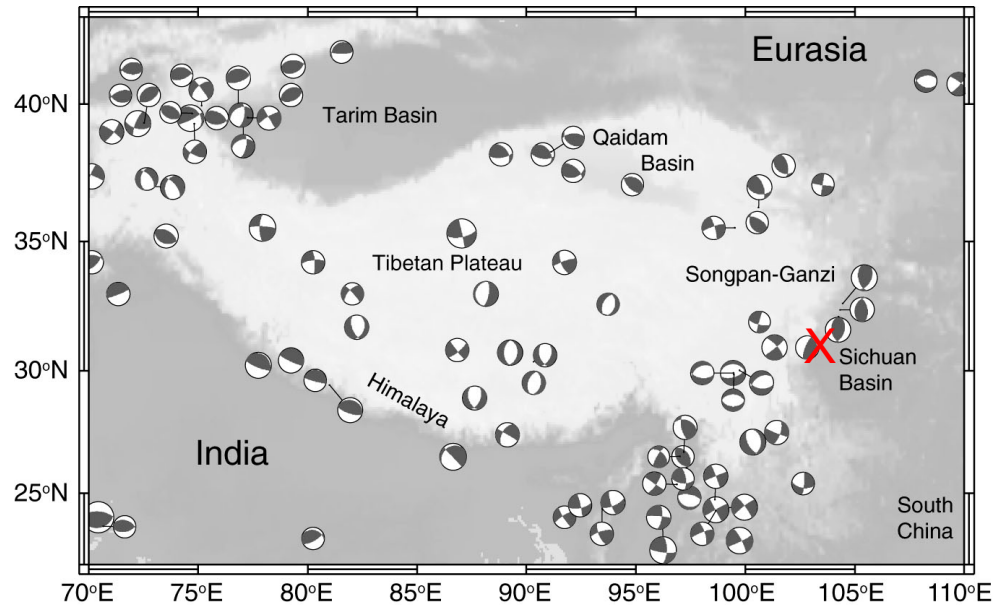 Eurasia
40°N
Tarim Basin
Qaidam
Basin
35°N
Tibetan Plateau
Songpan-Ganzi
X
30°N
Sichuan
Basin
Himalaya
India
25°N
South
China
70°E 75°E 80°E 85°E 90°E 95°E 100°E 105°E 110°E